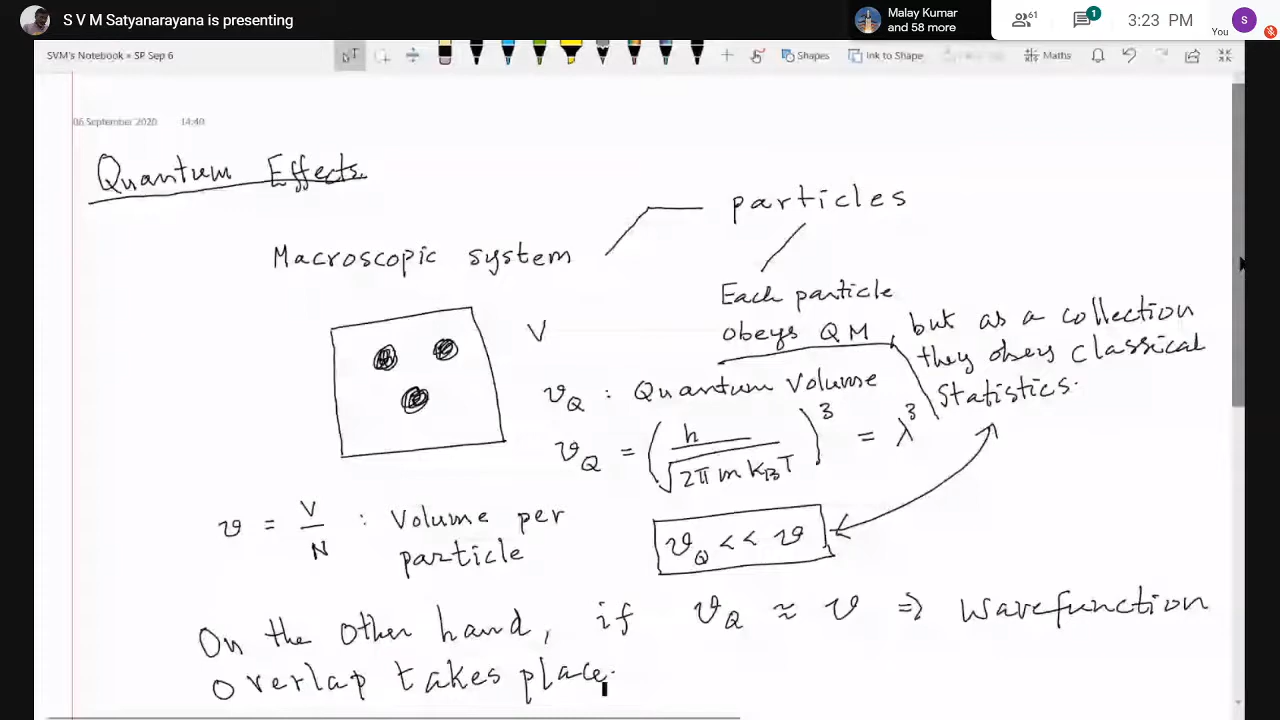 S V M Satyanarayana is presenting
Malay Kumar
and 58 more
61
1
3:23 PM
S
You
SVM's Notebook » SP Sep 6
Shapes
Ink to Shape
Maths
06 September 2020 14:40
Quantum Effects.
particles
Macroscopic system
Each particle
obeys QM, but as a collection
they obey classical
statistics.
V
v_Q : Quantum Volume
v_Q = (h / √(2π m K_B T))^3 = λ^3
v = V/N : Volume per
particle
v_Q << v
On the other hand, if v_Q ≈ v ⇒ wavefunction
overlap takes place.